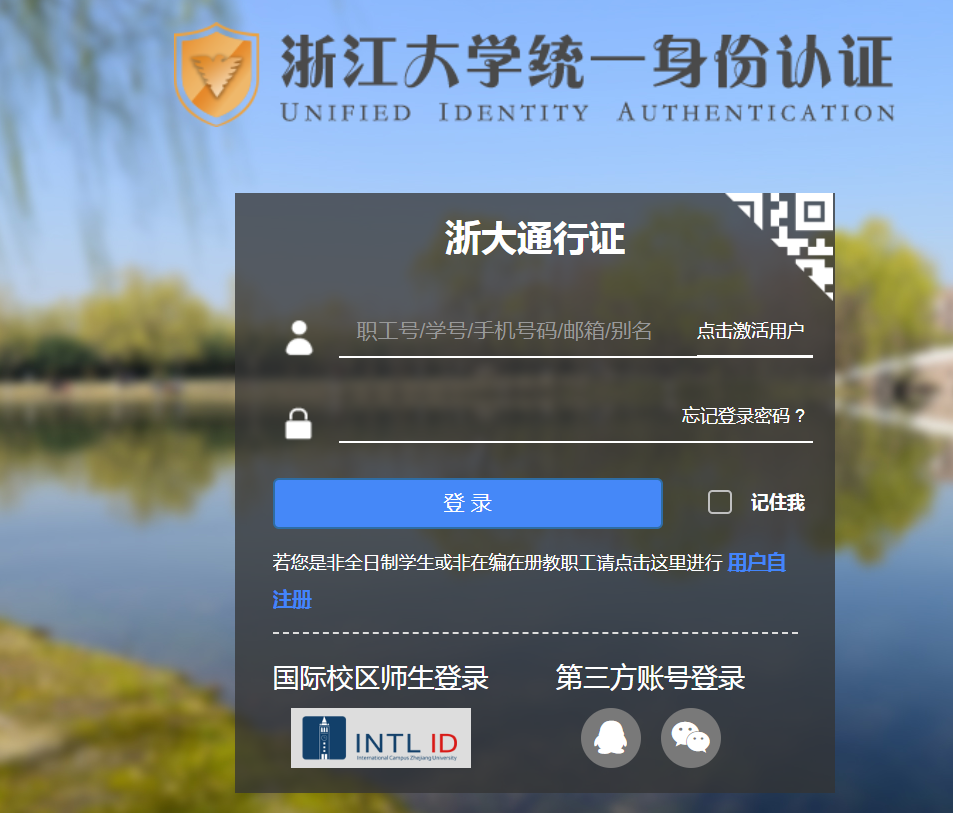 浙江大学统一身份认证
UNIFIED IDENTITY AUTHENTICATION
浙大通行证
职工号/学号/手机号码/邮箱/别名 点击激活用户
忘记登录密码？
登 录 记住我
若您是非全日制学生或非在编在册教职工请点击这里进行 用户自
注册
国际校区师生登录 第三方账号登录
INTL ID
International Campus Zhejiang University